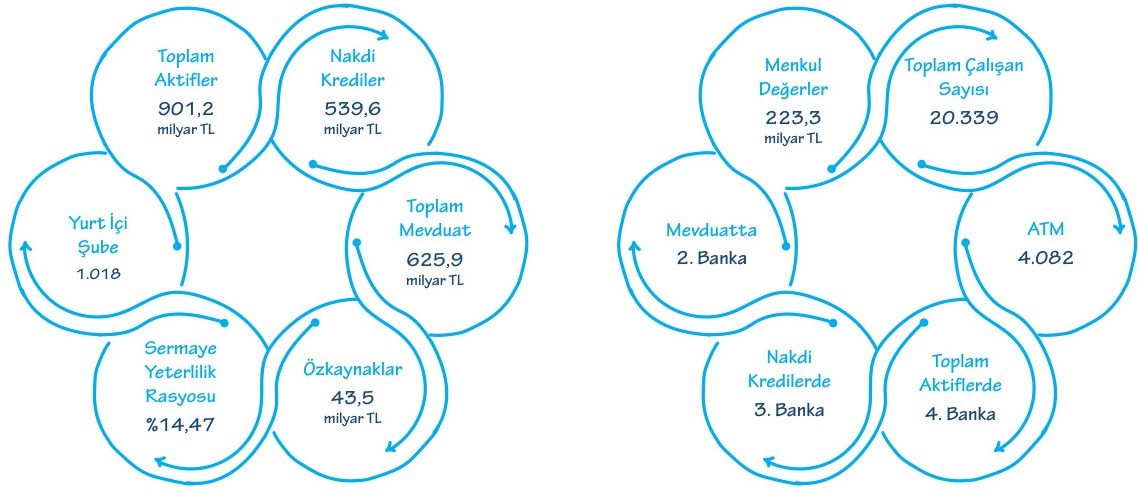 Toplam
Aktifler
901,2
milyar TL
Nakdi
Krediler
539,6
milyar TL
Toplam
Mevduat
625,9
milyar TL
Özkaynaklar
43,5
milyar TL
Sermaye
Yeterlilik
Rasyosu
%14,47
Yurt İçi
Şube
1.018
Menkul
Değerler
223,3
milyar TL
Toplam Çalışan
Sayısı
20.339
ATM
4.082
Toplam
Aktiflerde
4. Banka
Nakdi
Kredilerde
3. Banka
Mevduatta
2. Banka